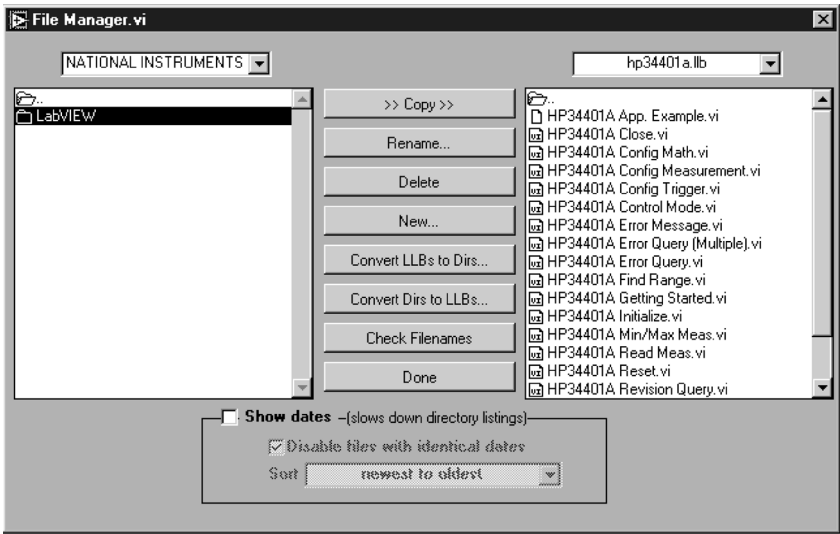 File Manager.vi
NATIONAL INSTRUMENTS
hp34401a.llb
..
LabVIEW
>> Copy >>
Rename...
Delete
New...
Convert LLBs to Dirs...
Convert Dirs to LLBs...
Check Filenames
Done
..
HP34401A App. Example.vi
HP34401A Close.vi
HP34401A Config Math.vi
HP34401A Config Measurement.vi
HP34401A Config Trigger.vi
HP34401A Control Mode.vi
HP34401A Error Message.vi
HP34401A Error Query (Multiple).vi
HP34401A Error Query.vi
HP34401A Find Range.vi
HP34401A Getting Started.vi
HP34401A Initialize.vi
HP34401A Min/Max Meas.vi
HP34401A Read Meas.vi
HP34401A Reset.vi
HP34401A Revision Query.vi
Show dates -(slows down directory listings)
Disable files with identical dates
Sort newest to oldest